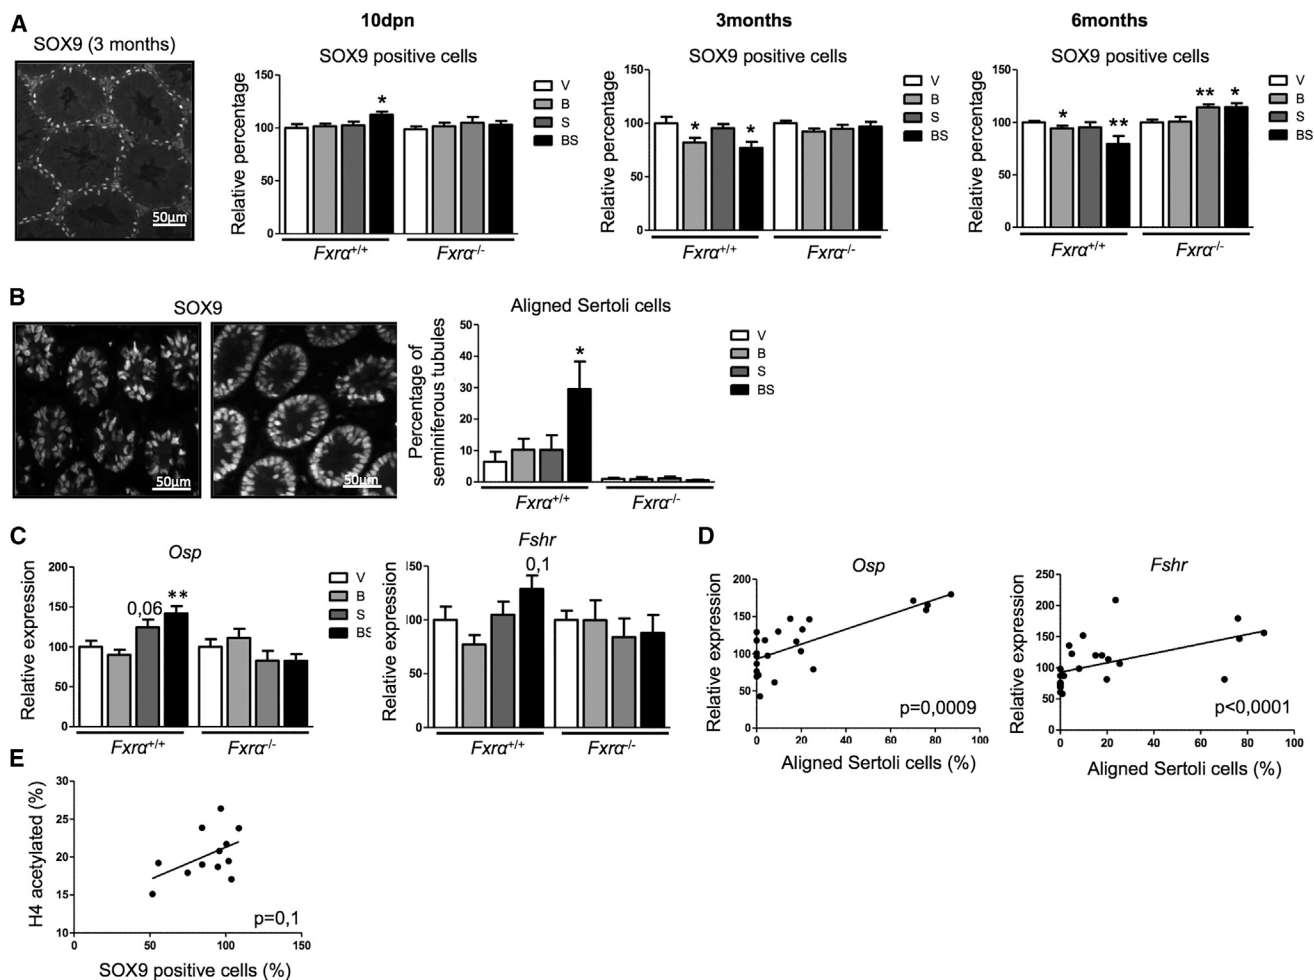 A
10dpn
3months
6months
SOX9 (3 months)
50µm
SOX9 positive cells
Relative percentage
150
100
50
0
*
Fxrα+/+
Fxrα-/-
V
B
S
BS
SOX9 positive cells
Relative percentage
150
100
50
0
*
*
Fxrα+/+
Fxrα-/-
V
B
S
BS
SOX9 positive cells
Relative percentage
150
100
50
0
*
**
**
*
Fxrα+/+
Fxrα-/-
V
B
S
BS
B
SOX9
50µm
50µm
Aligned Sertoli cells
Percentage of
seminiferous tubules
50
40
30
20
10
0
*
Fxrα+/+
Fxrα-/-
V
B
S
BS
C
Osp
Relative expression
200
150
100
50
0
0,06
**
Fxrα+/+
Fxrα-/-
V
B
S
BS
Fshr
Relative expression
150
100
50
0
0,1
Fxrα+/+
Fxrα-/-
D
Osp
Relative expression
200
150
100
50
0
p=0,0009
0
20
40
60
80
100
Aligned Sertoli cells (%)
Fshr
Relative expression
250
200
150
100
50
0
p<0,0001
0
20
40
60
80
100
Aligned Sertoli cells (%)
E
H4 acetylated (%)
30
25
20
15
10
p=0,1
0
50
100
150
SOX9 positive cells (%)